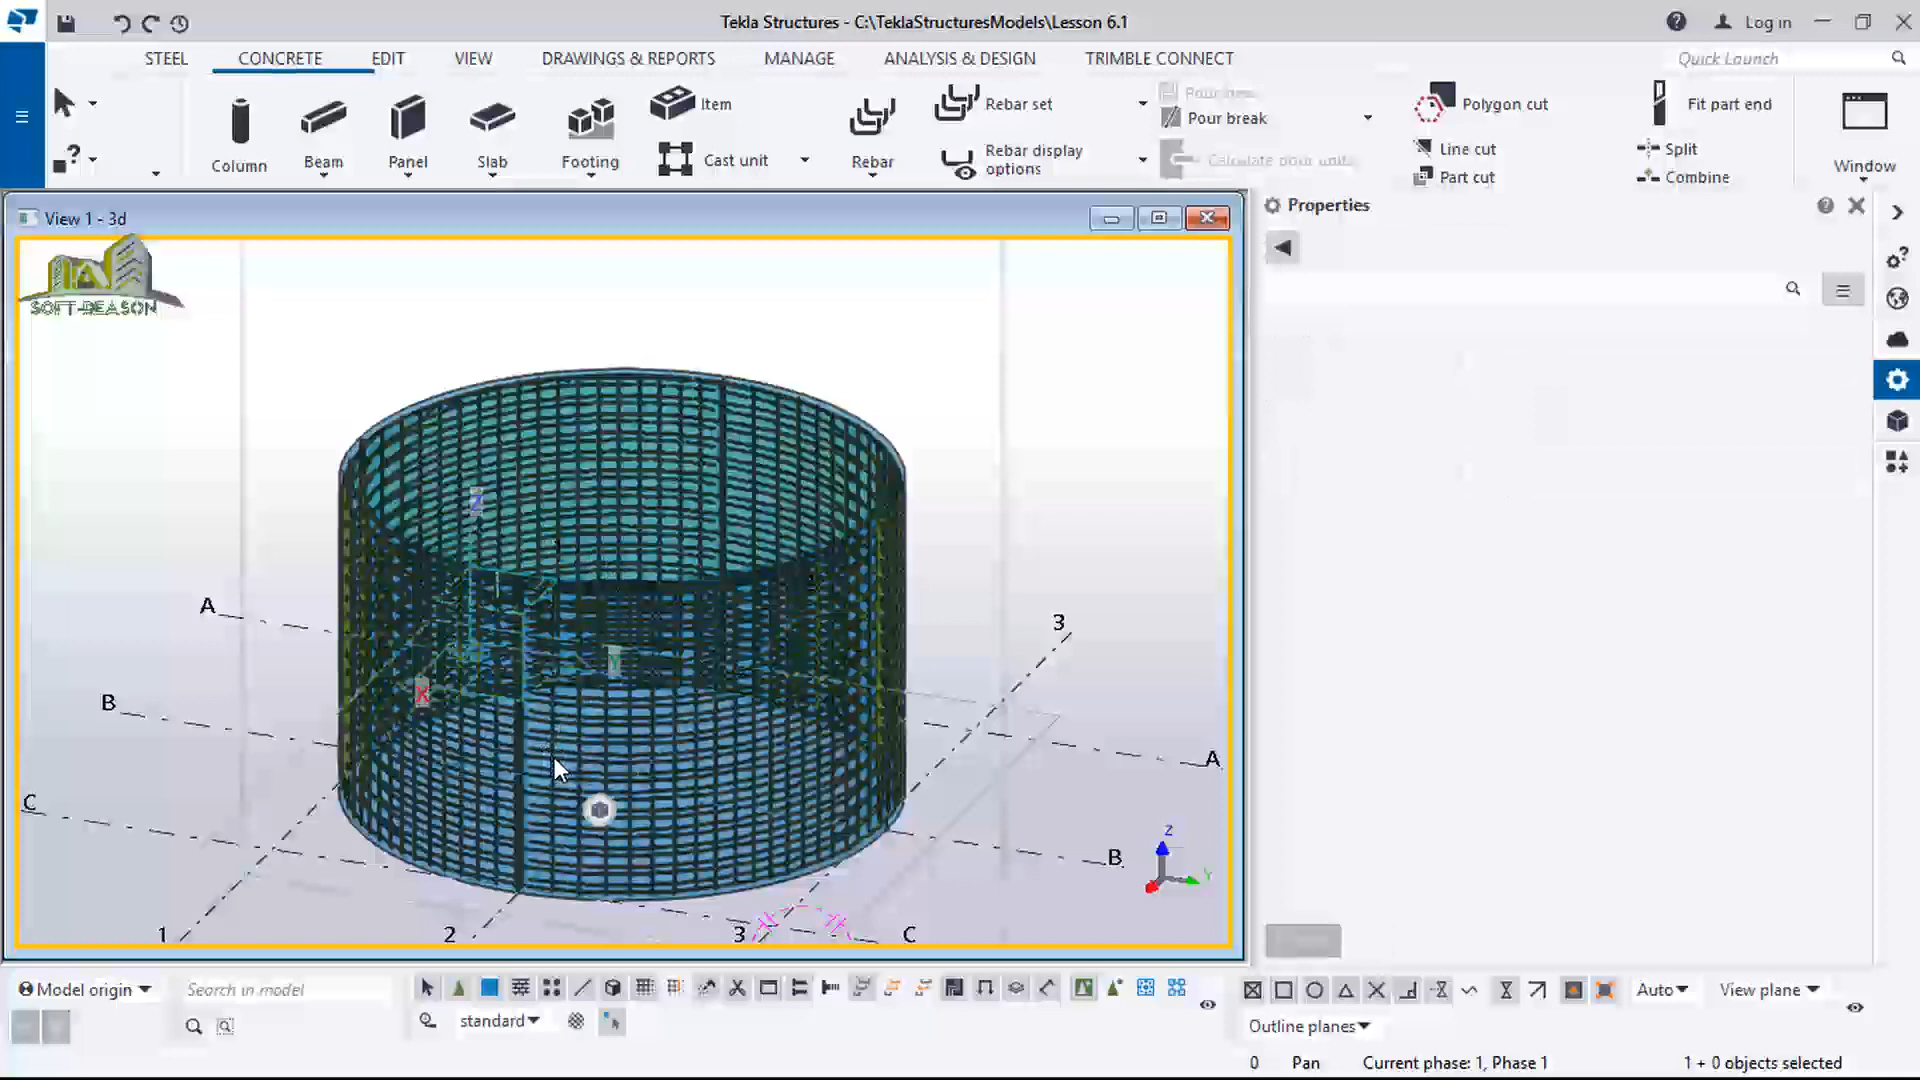 Tekla Structures - C:\TeklaStructuresModels\Lesson 6.1
Log in
STEEL
CONCRETE
EDIT
VIEW
DRAWINGS & REPORTS
MANAGE
ANALYSIS & DESIGN
TRIMBLE CONNECT
Quick Launch
Column
Beam
Panel
Slab
Footing
Item
Cast unit
Rebar
Rebar set
Rebar display
options
Pour break
Calculate pour units
Polygon cut
Line cut
Part cut
Fit part end
Split
Combine
Window
View 1 - 3d
Properties
SOFT-DEASON
Z
Y
X
A
B
C
1
2
3
C
3
A
B
Z
Y
Model origin
Search in model
standard
Auto
View plane
Outline planes
0
Pan
Current phase: 1, Phase 1
1 + 0 objects selected